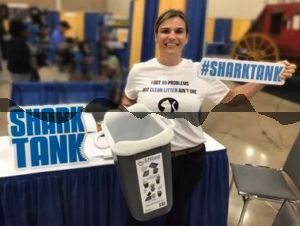 #SHARKTANK
I GOT 99 PROBLEMS
BUT CLEAN LITTER AIN'T ONE
SHARK
TANK